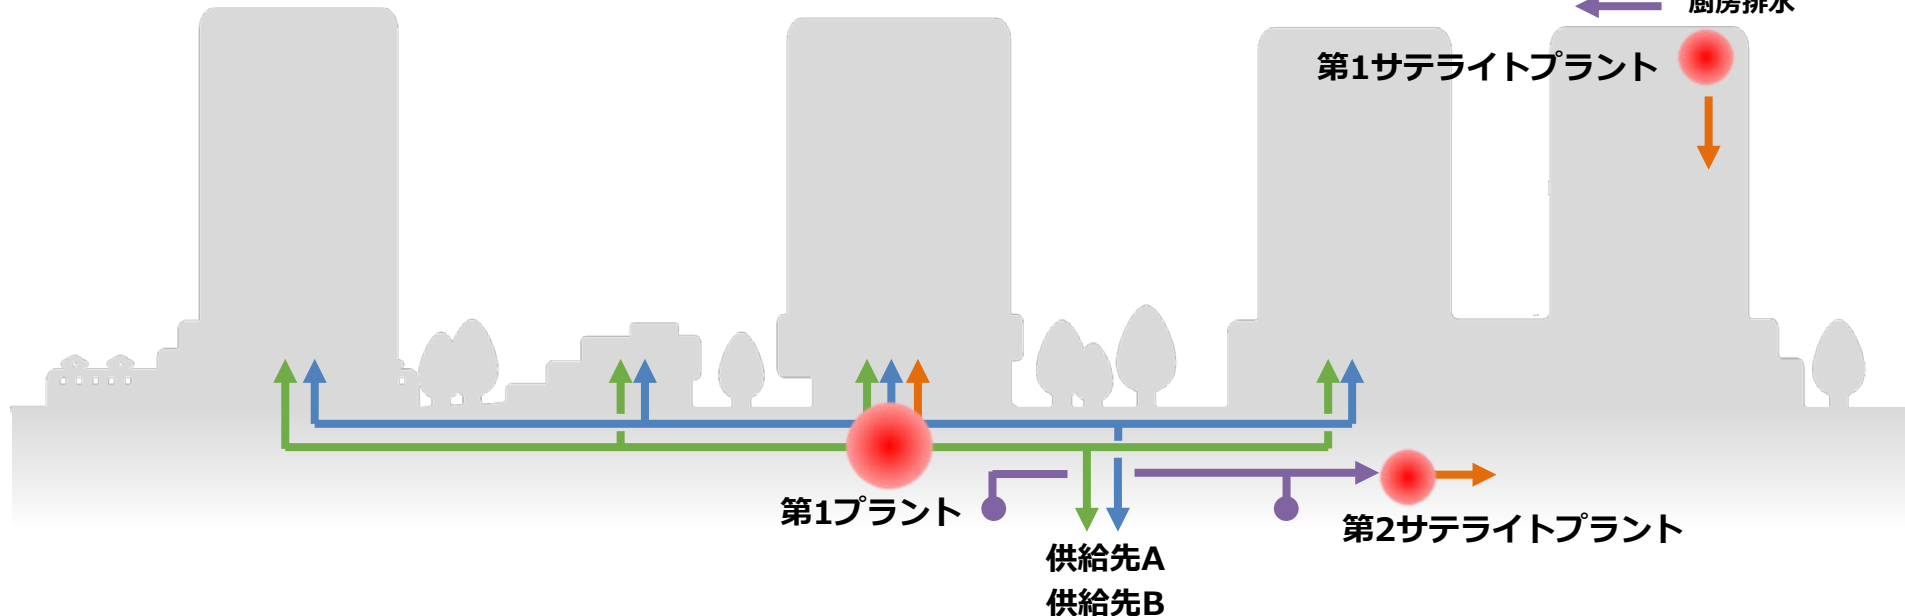 厨房排水
第1サテライトプラント
第1プラント
第2サテライトプラント
供給先A
供給先B